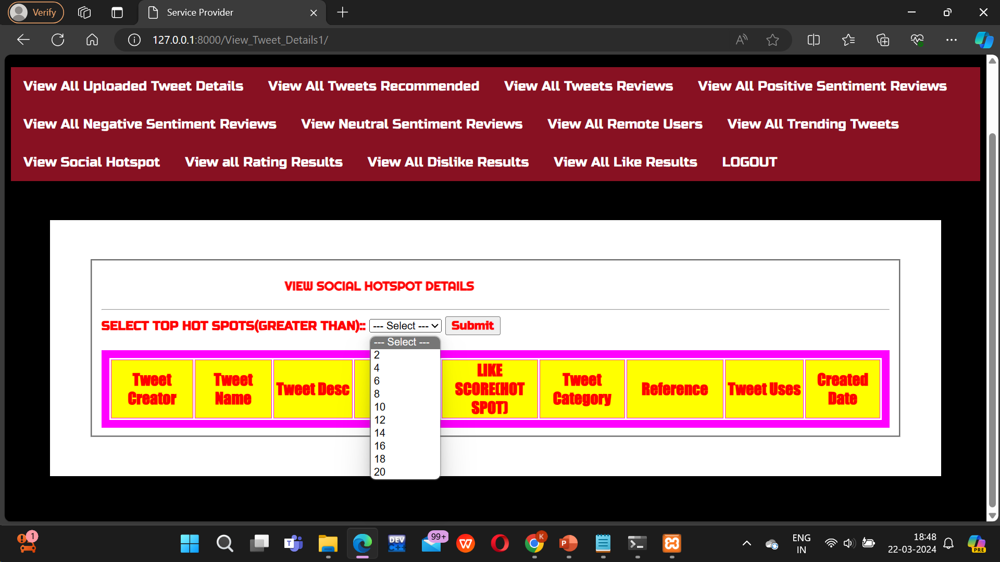 Verify
Service Provider
127.0.0.1:8000/View_Tweet_Details1/
View All Uploaded Tweet Details View All Tweets Recommended View All Tweets Reviews View All Positive Sentiment Reviews
View All Negative Sentiment Reviews View Neutral Sentiment Reviews View All Remote Users View All Trending Tweets
View Social Hotspot View all Rating Results View All Dislike Results View All Like Results LOGOUT
VIEW SOCIAL HOTSPOT DETAILS
SELECT TOP HOT SPOTS(GREATER THAN):: --- Select --- Submit
--- Select ---
2
4
6
8
10
12
14
16
18
20
Tweet Creator
Tweet Name
Tweet Desc
LIKE SCORE(HOT SPOT)
Tweet Category
Reference
Tweet Uses
Created Date
1
T
DEV C++
99+
W
K
P
ENG
IN
18:48
22-03-2024
PRE